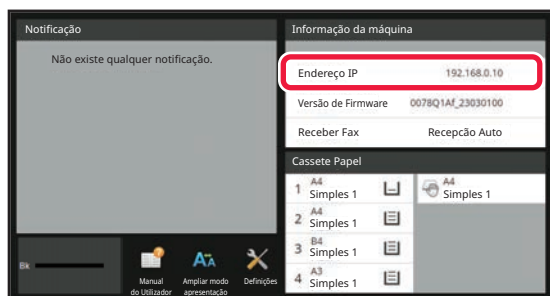 Notificação
Não existe qualquer notificação.
Informação da máquina
Endereço IP 192.168.0.10
Versão de Firmware 0078Q1Af_23030100
Receber Fax Recepcão Auto
Cassete Papel
1 A4
Simples 1
A4
Simples 1
2 A4
Simples 1
3 B4
Simples 1
4 A3
Simples 1
Bk
Manual
do Utilizador
Ampliar modo
apresentação
Definições